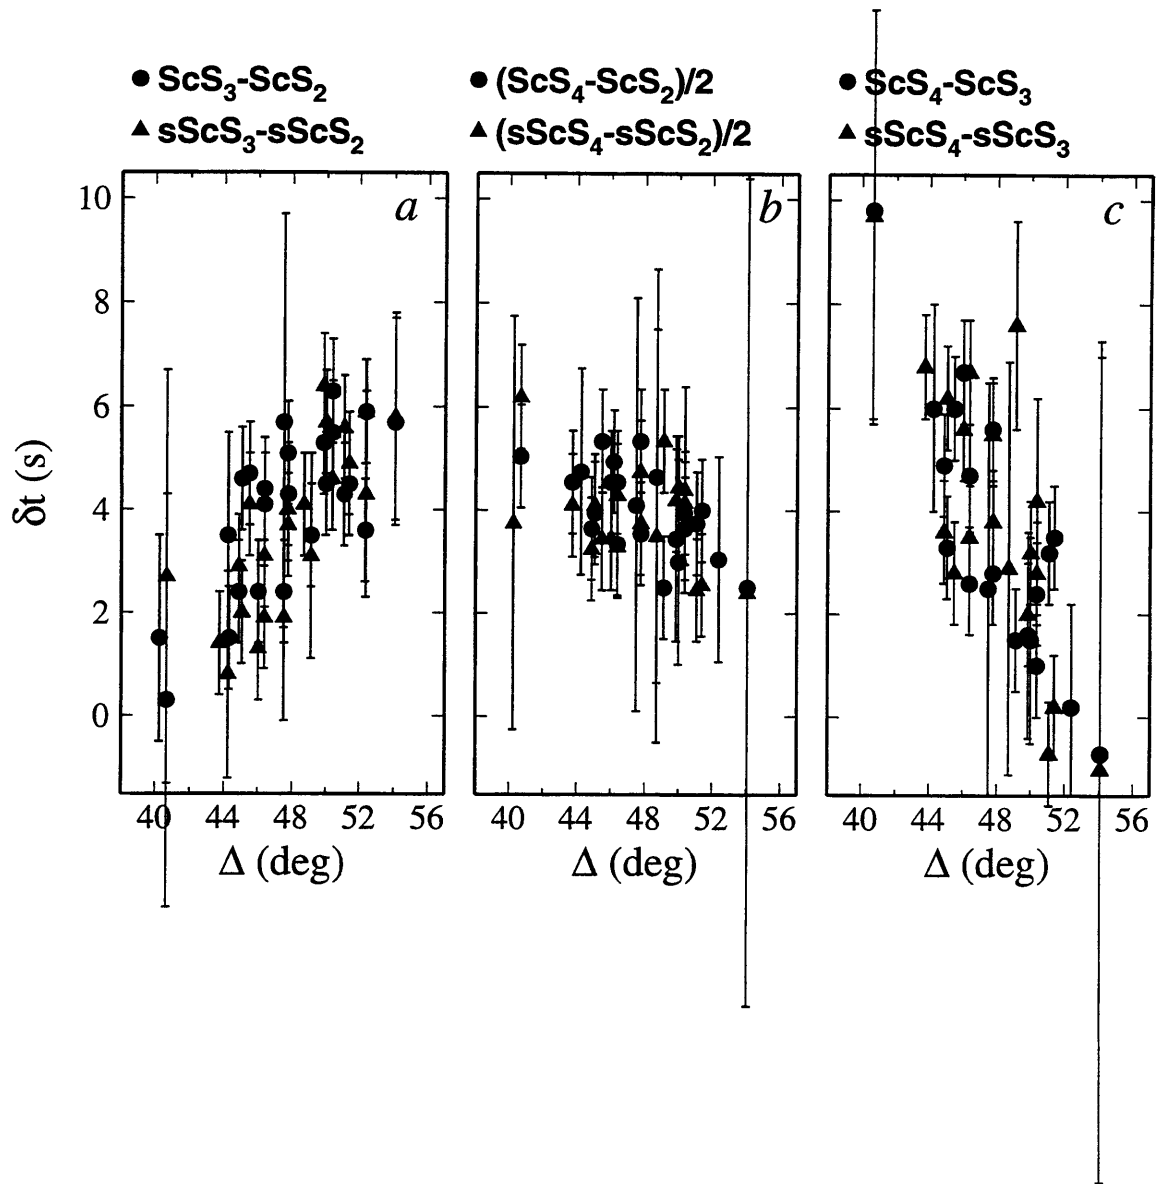 ● ScS₃-ScS₂ ● (ScS₄-ScS₂)/2 ● ScS₄-ScS₃
▲ sScS₃-sScS₂ ▲ (sScS₄-sScS₂)/2 ▲ sScS₄-sScS₃
a b c
10
8
6
4
2
0
δt (s)
40 44 48 52 56 40 44 48 52 56 40 44 48 52 56
Δ (deg) Δ (deg) Δ (deg)